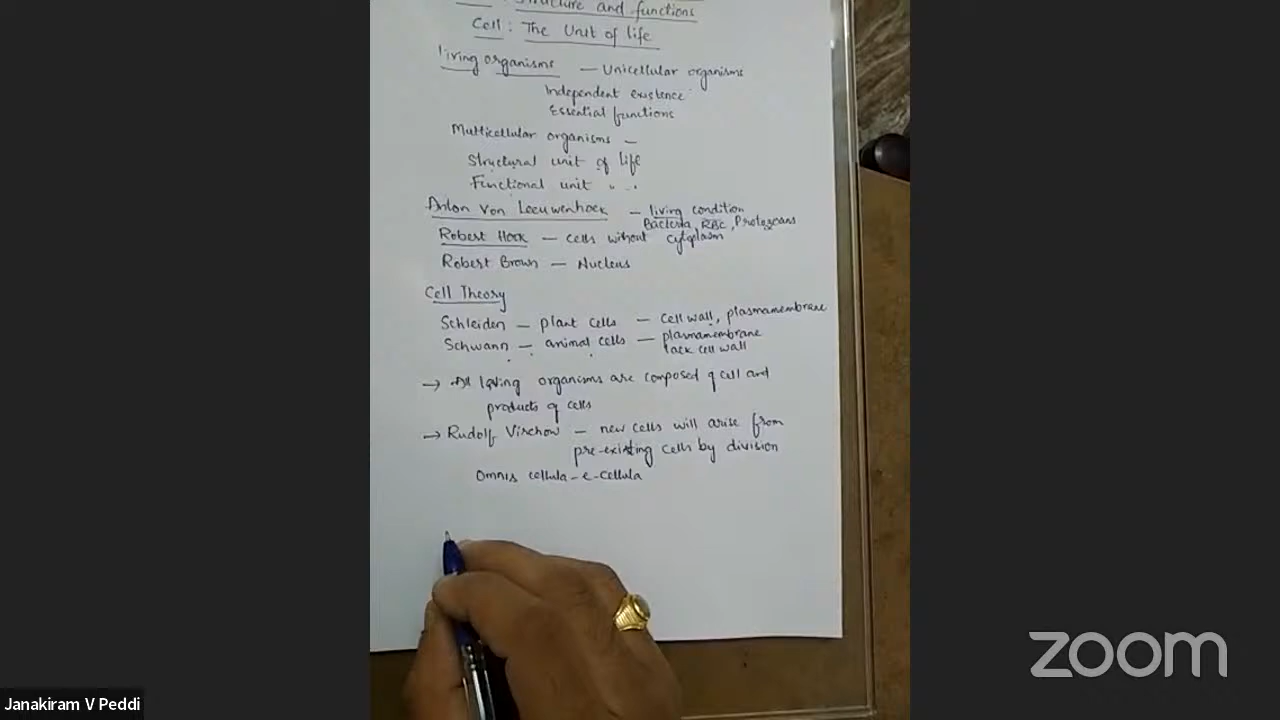 Structure and functions
Cell : The Unit of life
Living organisms — Unicellular organisms
Independent existence
Essential functions
Multicellular organisms —
Structural unit of life
Functional unit " "
Anton Von Leeuwenhoek — living condition
Bacteria, RBC, Protozoans
Robert Hook — cells without cytoplasm
Robert Brown — Nucleus
Cell Theory
Schleiden — plant cells — cell wall, plasmamembrane
Schwann — animal cells — plasmamembrane
lack cell wall
→ All living organisms are composed of cell and
products of cells
→ Rudolf Virchow — new cells will arise from
pre-existing cells by division
Omnis cellula - e - cellula
zoom
Janakiram V Peddi